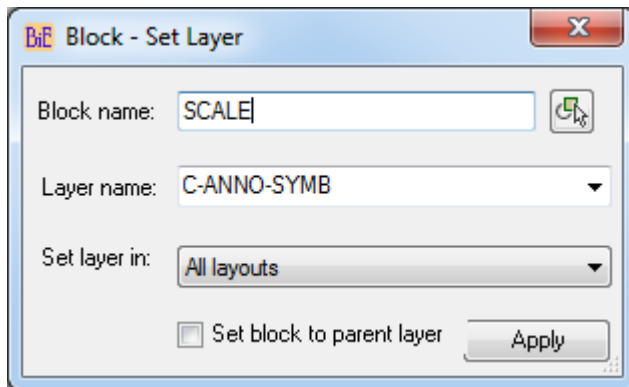 BiE Block - Set Layer
Block name: SCALE
Layer name: C-ANNO-SYMB
Set layer in: All layouts
Set block to parent layer Apply